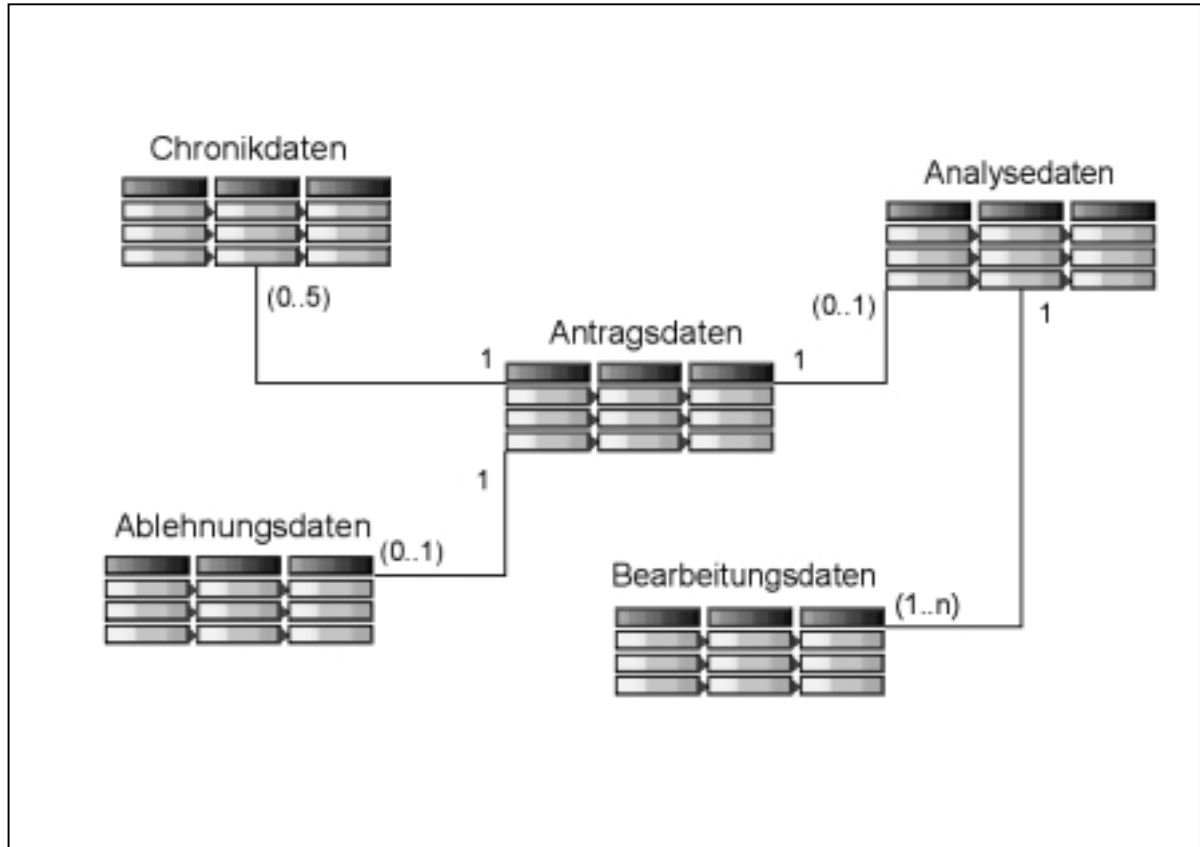 Chronikdaten
Analysedaten
(0..5)
(0..1)
1
Antragsdaten
1
1
1
Ablehnungsdaten
(0..1)
Bearbeitungsdaten
(1..n)